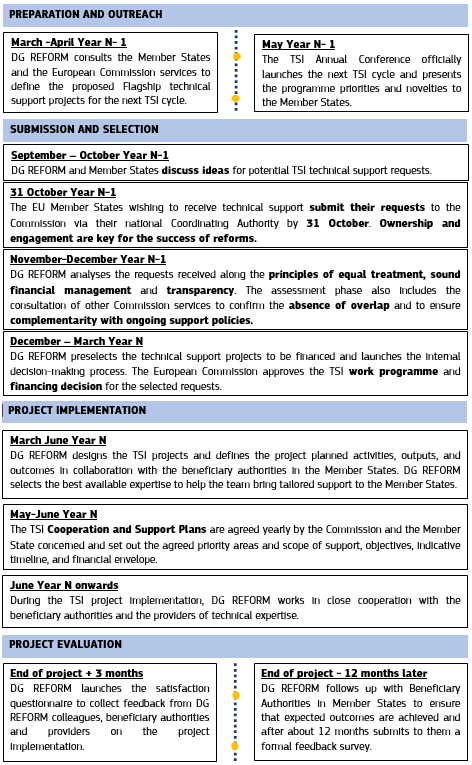 PREPARATION AND OUTREACH
March -April Year N- 1
DG REFORM consults the Member States
and the European Commission services to
define the proposed Flagship technical
support projects for the next TSI cycle.
May Year N- 1
The TSI Annual Conference officially
launches the next TSI cycle and presents
the programme priorities and novelties to
the Member States.
SUBMISSION AND SELECTION
September – October Year N-1
DG REFORM and Member States discuss ideas for potential TSI technical support requests.
31 October Year N-1
The EU Member States wishing to receive technical support submit their requests to the
Commission via their national Coordinating Authority by 31 October. Ownership and
engagement are key for the success of reforms.
November-December Year N-1
DG REFORM analyses the requests received along the principles of equal treatment, sound
financial management and transparency. The assessment phase also includes the
consultation of other Commission services to confirm the absence of overlap and to ensure
complementarity with ongoing support policies.
December – March Year N
DG REFORM preselects the technical support projects to be financed and launches the internal
decision-making process. The European Commission approves the TSI work programme and
financing decision for the selected requests.
PROJECT IMPLEMENTATION
March June Year N
DG REFORM designs the TSI projects and defines the project planned activities, outputs, and
outcomes in collaboration with the beneficiary authorities in the Member States. DG REFORM
selects the best available expertise to help the team bring tailored support to the Member States.
May-June Year N
The TSI Cooperation and Support Plans are agreed yearly by the Commission and the Member
State concerned and set out the agreed priority areas and scope of support, objectives, indicative
timeline, and financial envelope.
June Year N onwards
During the TSI project implementation, DG REFORM works in close cooperation with the
beneficiary authorities and the providers of technical expertise.
PROJECT EVALUATION
End of project + 3 months
DG REFORM launches the satisfaction
questionnaire to collect feedback from DG
REFORM colleagues, beneficiary authorities
and providers on the project
implementation.
End of project – 12 months later
DG REFORM follows up with Beneficiary
Authorities in Member States to ensure
that expected outcomes are achieved and
after about 12 months submits to them a
formal feedback survey.